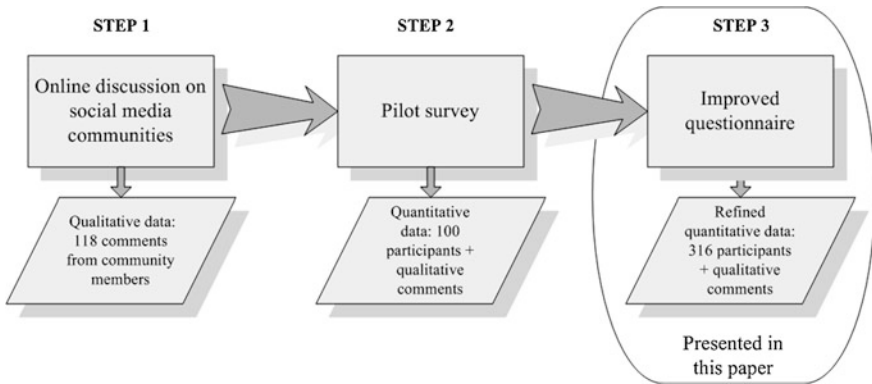 STEP 1
Online discussion on
social media
communities
Qualitative data:
118 comments
from community
members
STEP 2
Pilot survey
Quantitative
data: 100
participants +
qualitative
comments
STEP 3
Improved
questionnaire
Refined
quantitative data:
316 participants
+ qualitative
comments
Presented in
this paper